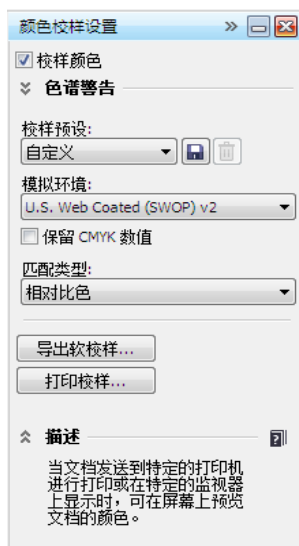 颜色校样设置
校样颜色
色谱警告
校样预设:
自定义
模拟环境:
U.S. Web Coated (SWOP) v2
保留 CMYK 数值
匹配类型:
相对比色
导出软校样...
打印校样...
描述
当文档发送到特定的打印机
进行打印或在特定的监视器
上显示时，可在屏幕上预览
文档的颜色。